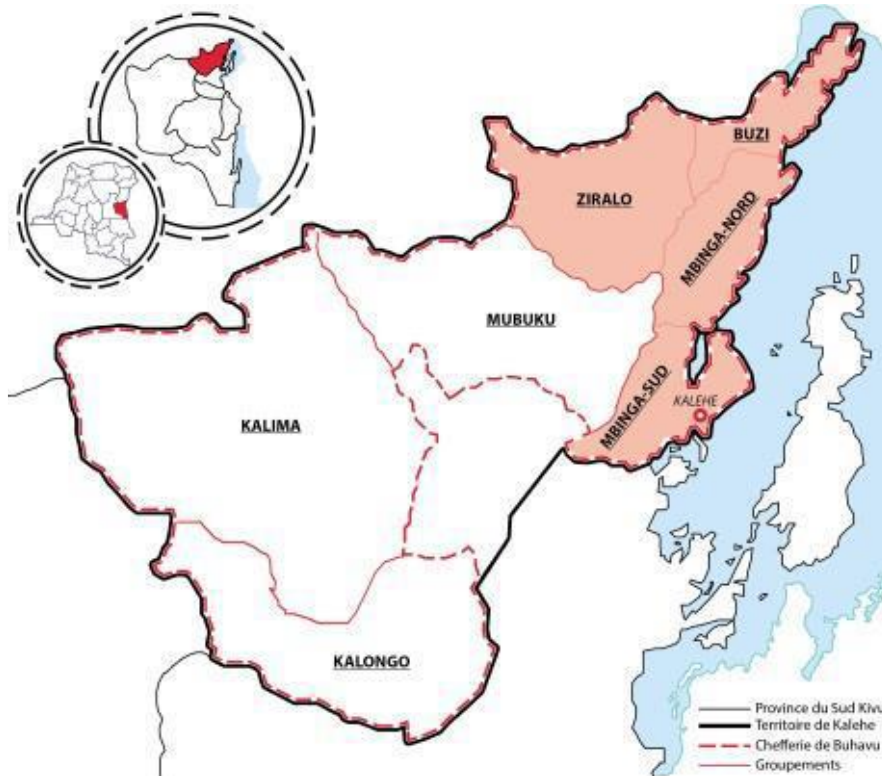 BUZI
ZIRALO
MBINGA-NORD
MUBUKU
MBINGA-SUD
KALEHE
KALIMA
KALONGO
Province du Sud Kivu
Territoire de Kalehe
Chefferie de Buhavu
Groupements